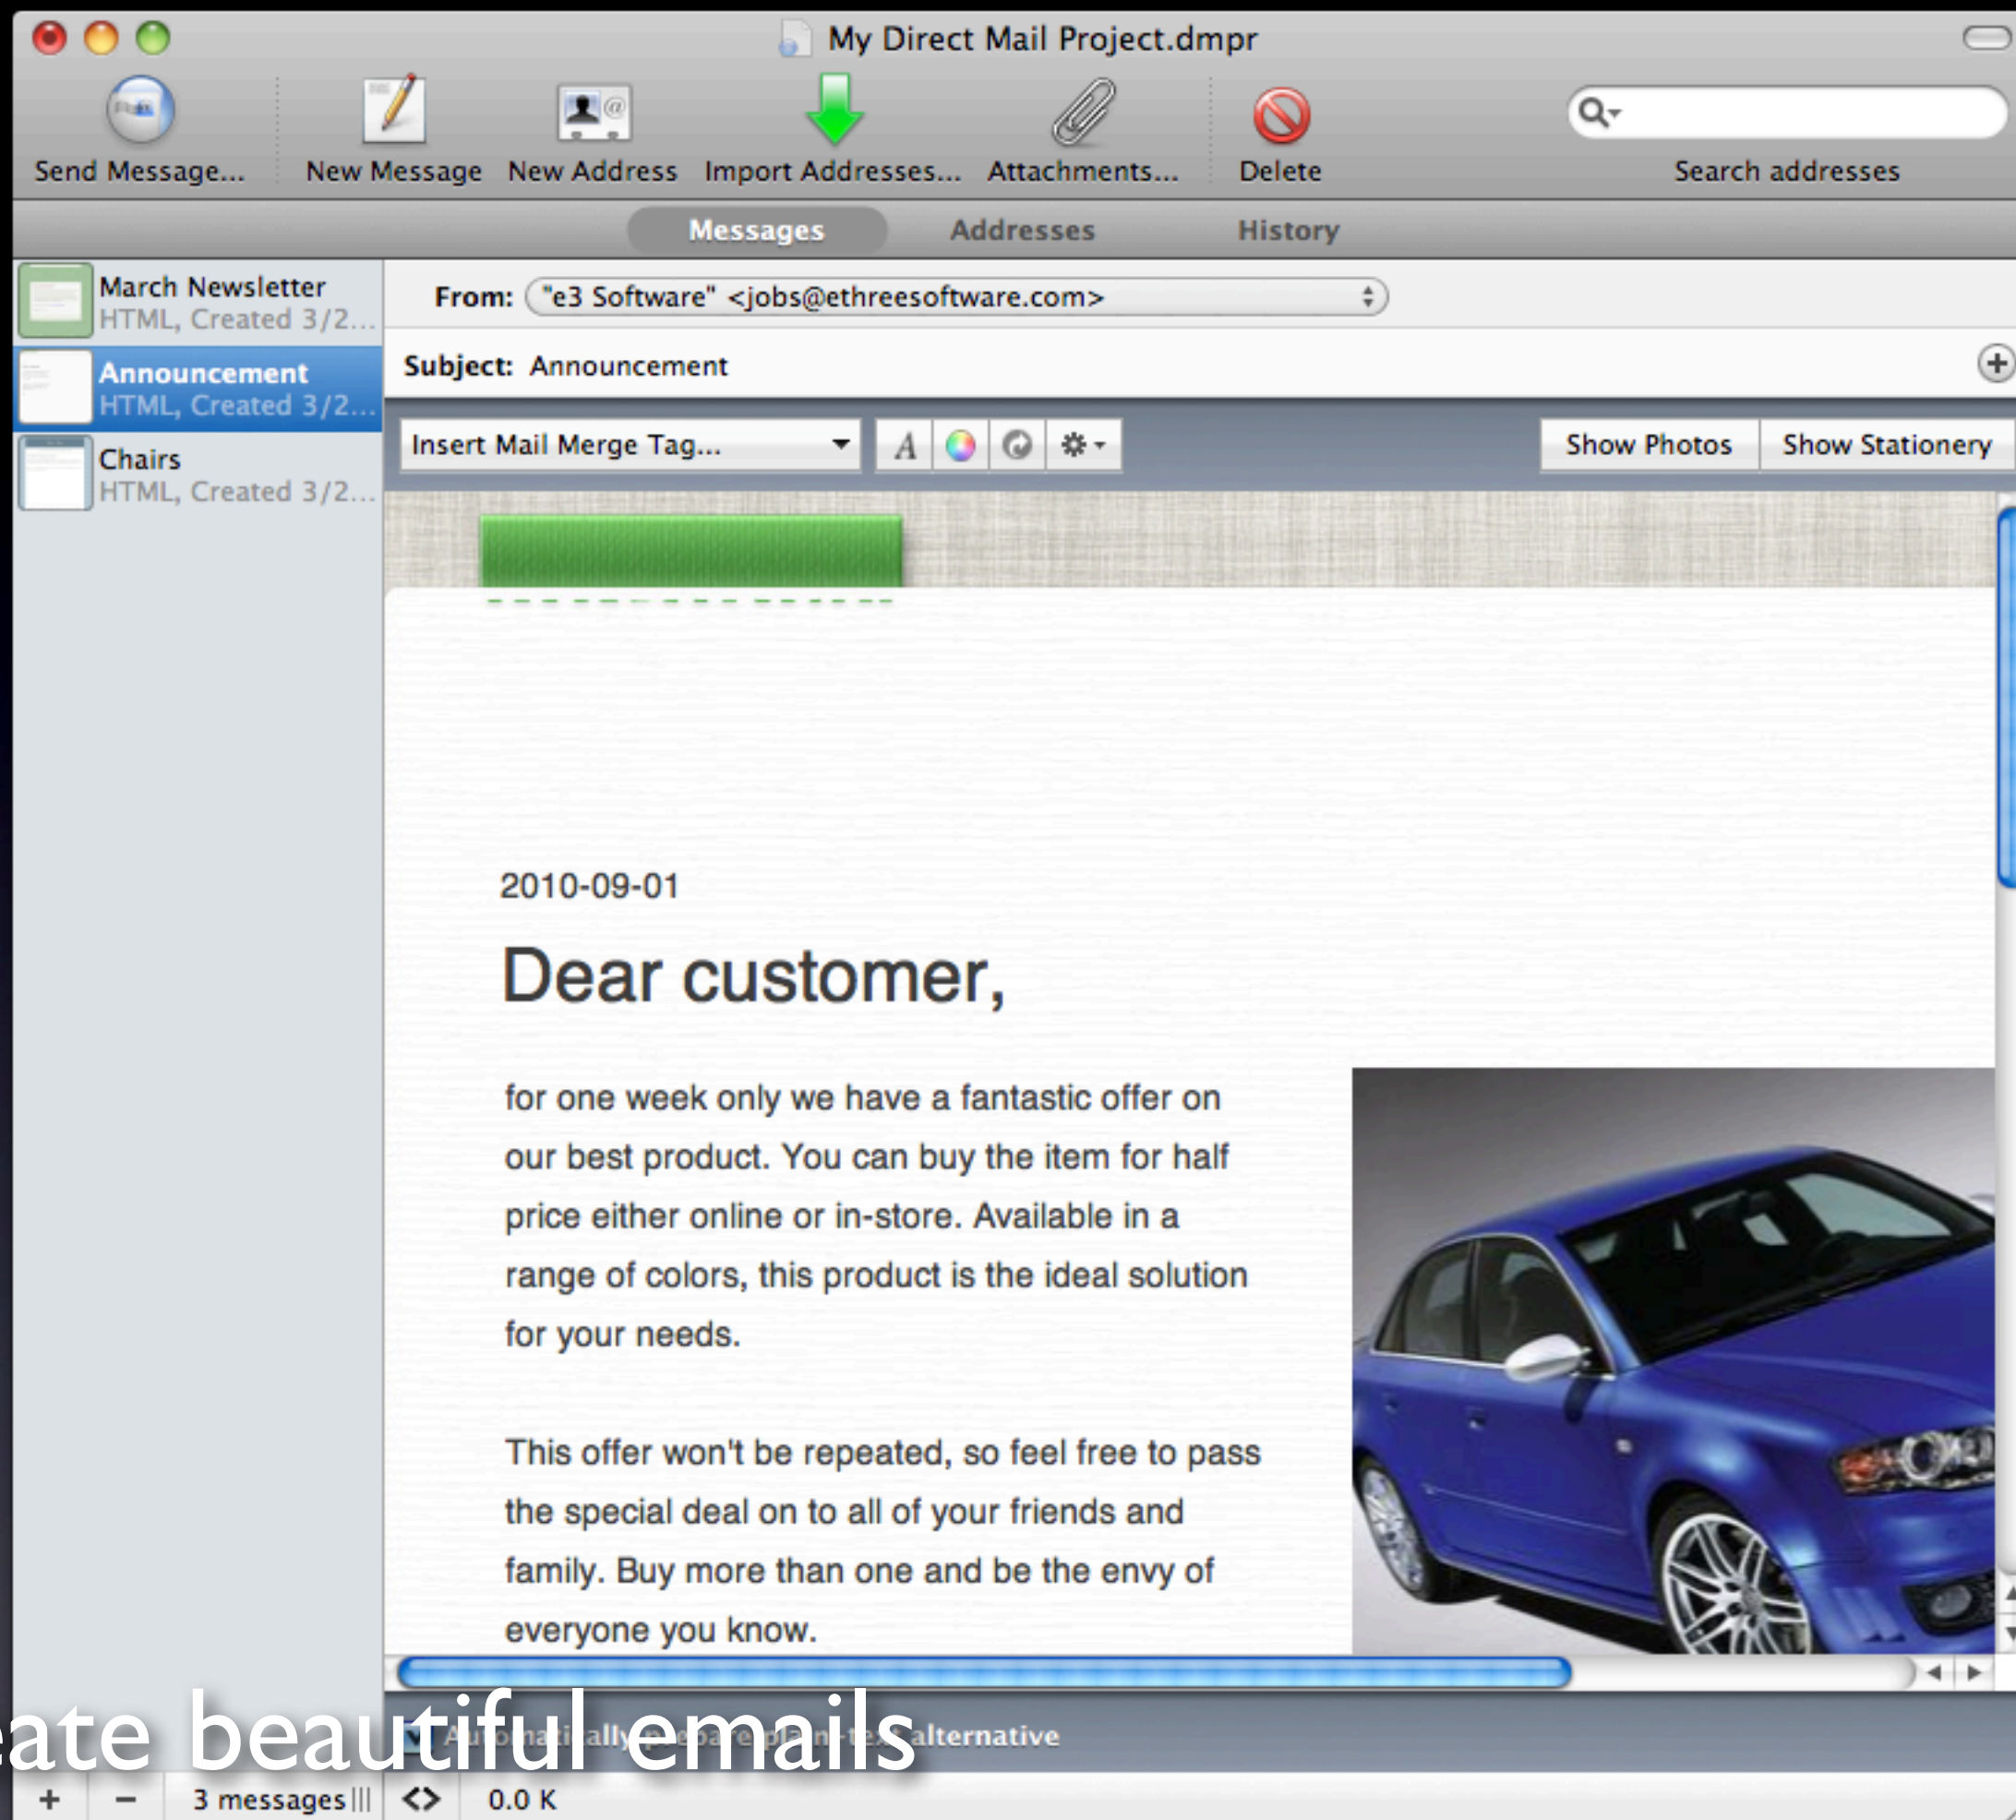 My Direct Mail Project.dmpr
Send Message... New Message New Address Import Addresses... Attachments... Delete Search addresses
Messages Addresses History
March Newsletter
HTML, Created 3/2...
Announcement
HTML, Created 3/2...
Chairs
HTML, Created 3/2...
From: "e3 Software" <jobs@ethreesoftware.com>
Subject: Announcement
Insert Mail Merge Tag... A Show Photos Show Stationery
2010-09-01
Dear customer,
for one week only we have a fantastic offer on
our best product. You can buy the item for half
price either online or in-store. Available in a
range of colors, this product is the ideal solution
for your needs.
This offer won't be repeated, so feel free to pass
the special deal on to all of your friends and
family. Buy more than one and be the envy of
everyone you know.
Automatically prepare plain-text alternative
eate beautiful emails
3 messages 0.0 K